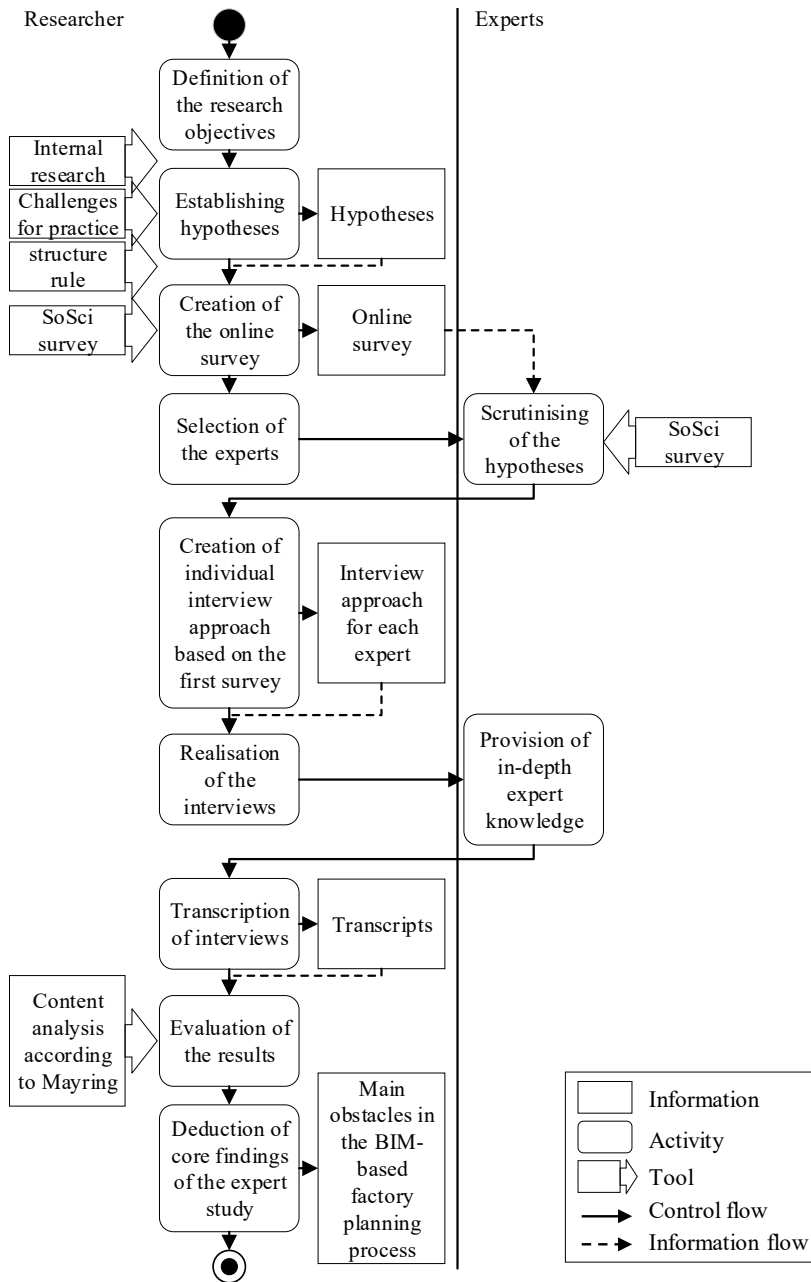 Researcher
Experts
Definition of
the research
objectives
Internal
research
Challenges
for practice
structure
rule
SoSci
survey
Establishing
hypotheses
Hypotheses
Creation of
the online
survey
Online
survey
Selection of
the experts
Scrutinising
of the
hypotheses
SoSci
survey
Creation of
individual
interview
approach
based on the
first survey
Interview
approach
for each
expert
Realisation
of the
interviews
Provision of
in-depth
expert
knowledge
Transcription
of interviews
Transcripts
Content
analysis
according
to Mayring
Evaluation of
the results
Deduction of
core findings
of the expert
study
Main
obstacles in
the BIM-
based
factory
planning
process
Information
Activity
Tool
Control flow
Information flow